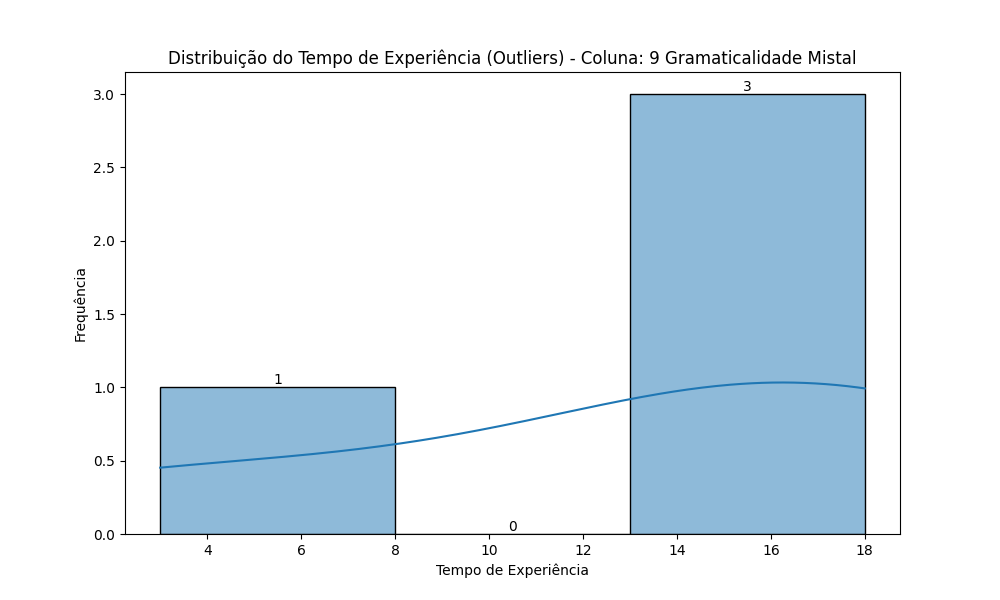 Distribuição do Tempo de Experiência (Outliers) - Coluna: 9 Gramaticalidade Mistal
3
3.0
2.5
2.0
1.5
1
1.0
0.5
0
0.0
Frequência
4 6 8 10 12 14 16 18
Tempo de Experiência